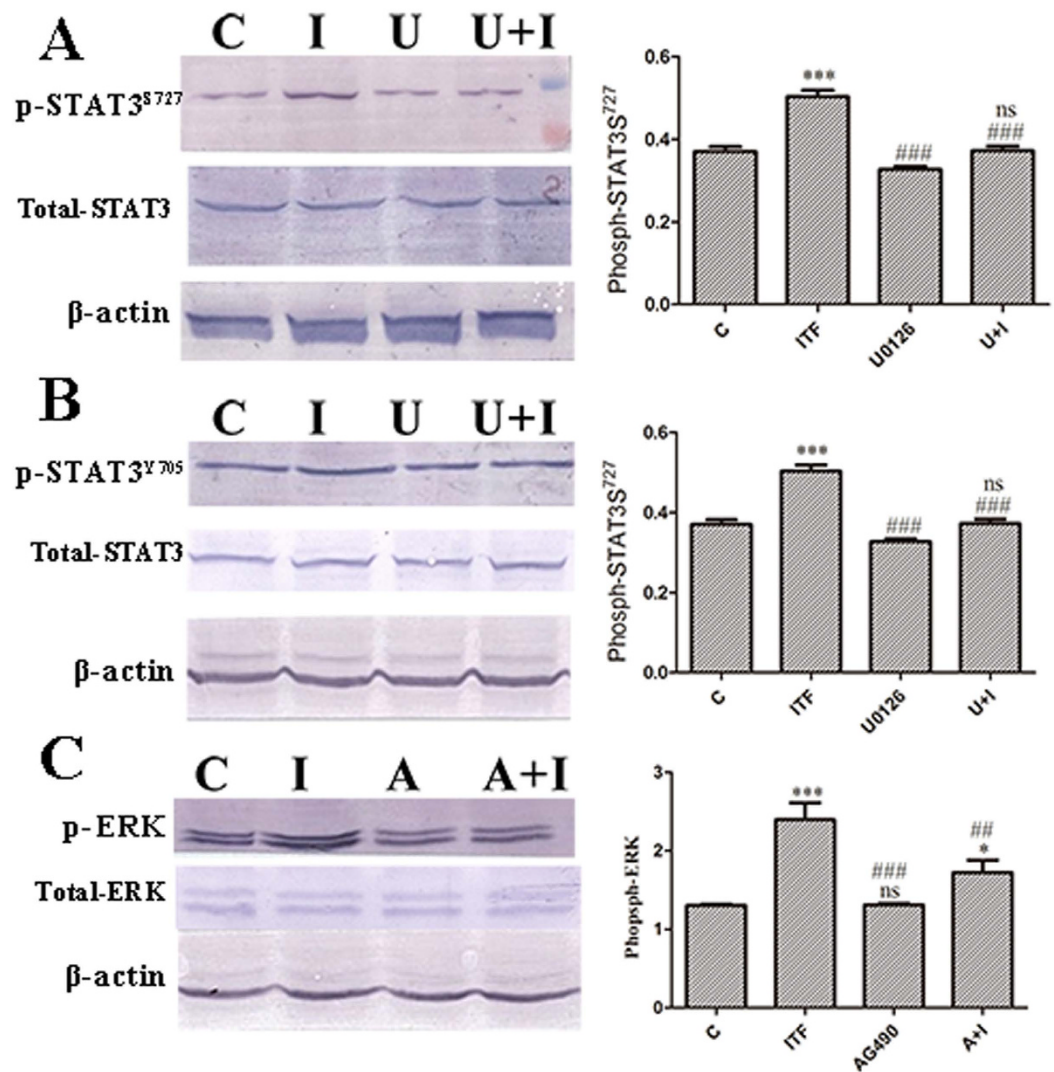 A
C I U U+I
p-STAT3S727
Total-STAT3
β-actin
0.6
0.4
0.2
0.0
Phosph-STAT3S727
***
###
ns
###
C ITF U0126 U+I
B
C I U U+I
p-STAT3Y705
Total-STAT3
β-actin
0.6
0.4
0.2
0.0
Phosph-STAT3S727
***
###
ns
###
C ITF U0126 U+I
C
C I A A+I
p-ERK
Total-ERK
β-actin
3
2
1
0
Phopsph-ERK
***
###
ns
##
*
C ITF AG490 A+I